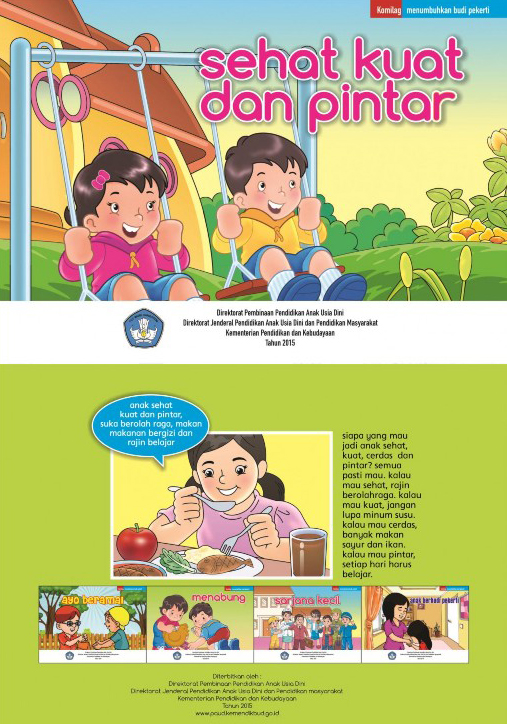 Komilag menumbuhkan budi pekerti
sehat kuat
dan pintar
Direktorat Pembinaan Pendidikan Anak Usia Dini
Direktorat Jenderal Pendidikan Anak Usia Dini dan Pendidikan Masyarakat
Kementerian Pendidikan dan Kebudayaan
Tahun 2015
anak sehat
kuat dan pintar,
suka berolah raga, makan
makanan bergizi dan
rajin belajar
siapa yang mau
jadi anak sehat,
kuat, cerdas dan
pintar? semua
pasti mau. kalau
mau sehat, rajin
berolahraga. kalau
mau kuat, jangan
lupa minum susu.
kalau mau cerdas,
banyak makan
sayur dan ikan.
kalau mau pintar,
setiap hari harus
belajar.
ayo beramal
menabung
sarjana kecil
anak berbudi pekerti
Diterbitkan oleh :
Direktorat Pembinaan Pendidikan Anak Usia Dini
Direktorat Jenderal Pendidikan Anak Usia Dini dan Pendidikan masyarakat
Kementerian Pendidikan dan Kebudayaan
Tahun 2015
www.paudikemendikbud.go.id